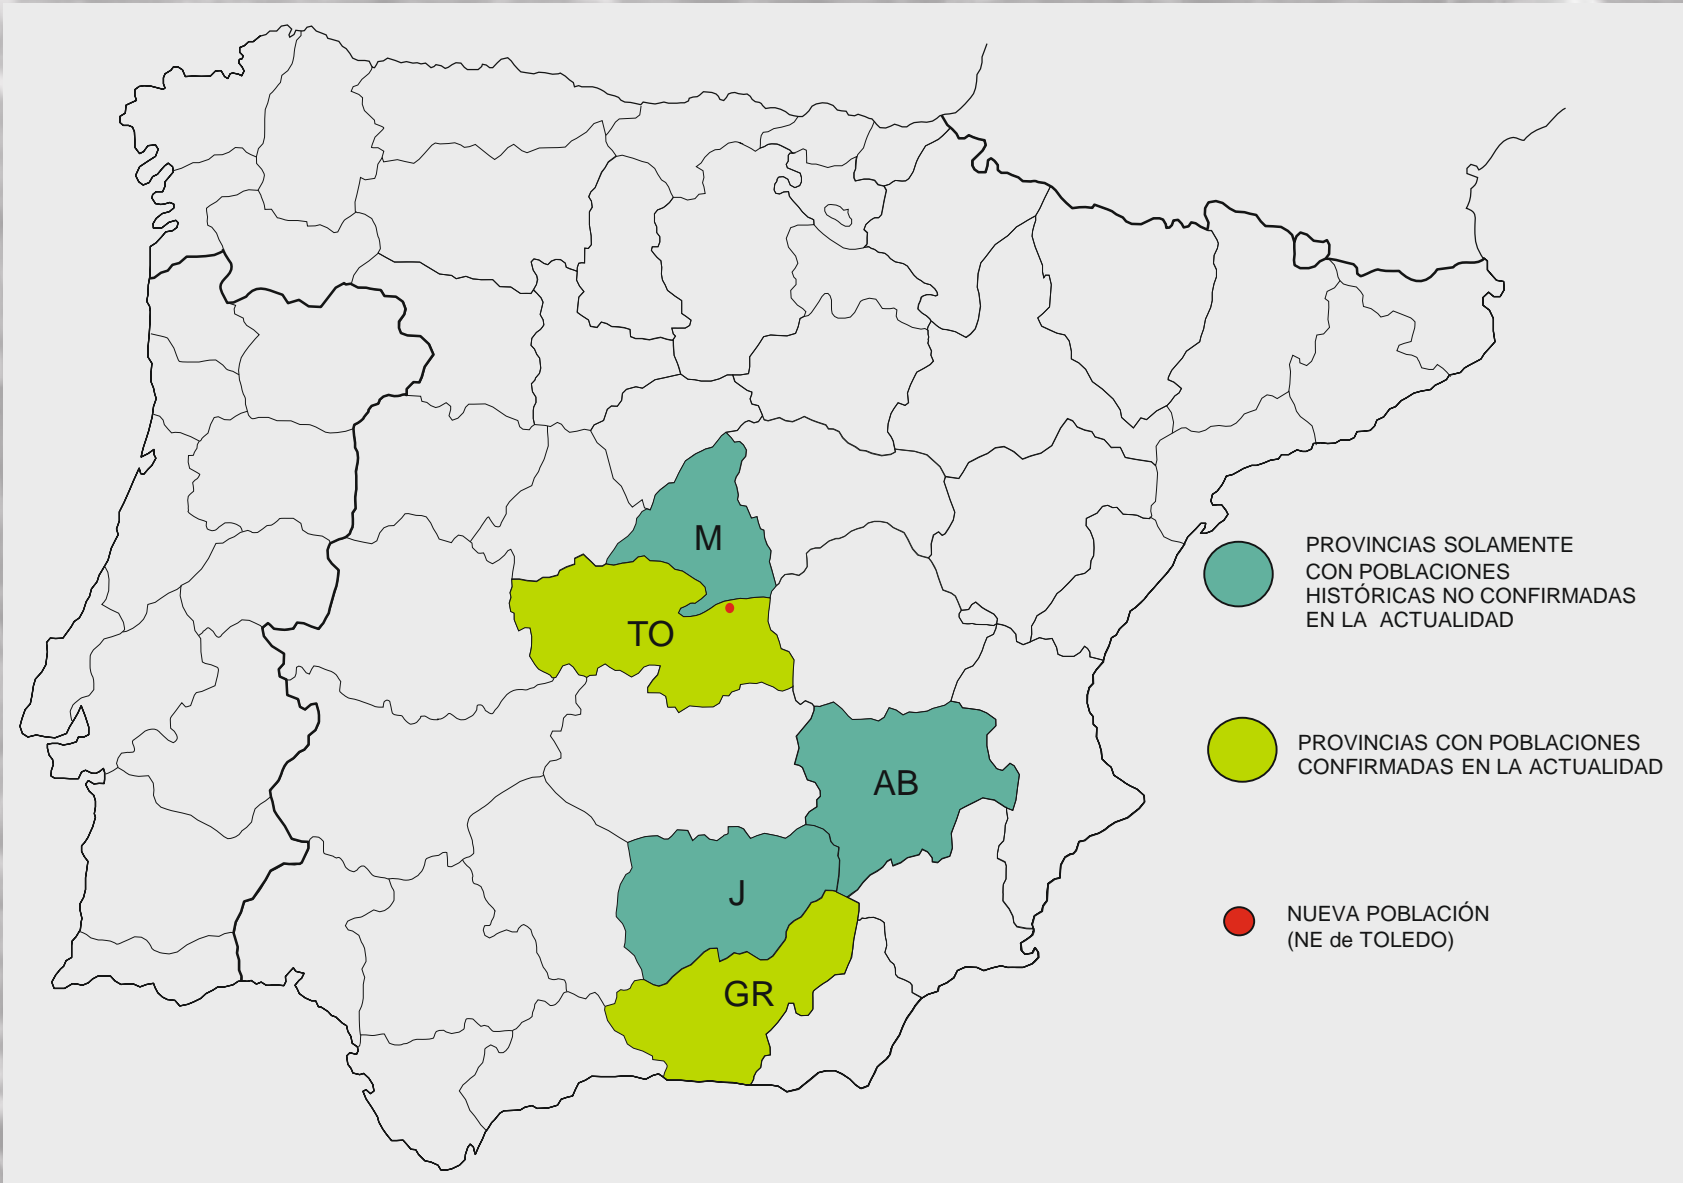 M
TO
AB
J
GR
PROVINCIAS SOLAMENTE
CON POBLACIONES
HISTÓRICAS NO CONFIRMADAS
EN LA ACTUALIDAD
PROVINCIAS CON POBLACIONES
CONFIRMADAS EN LA ACTUALIDAD
NUEVA POBLACIÓN
(NE de TOLEDO)